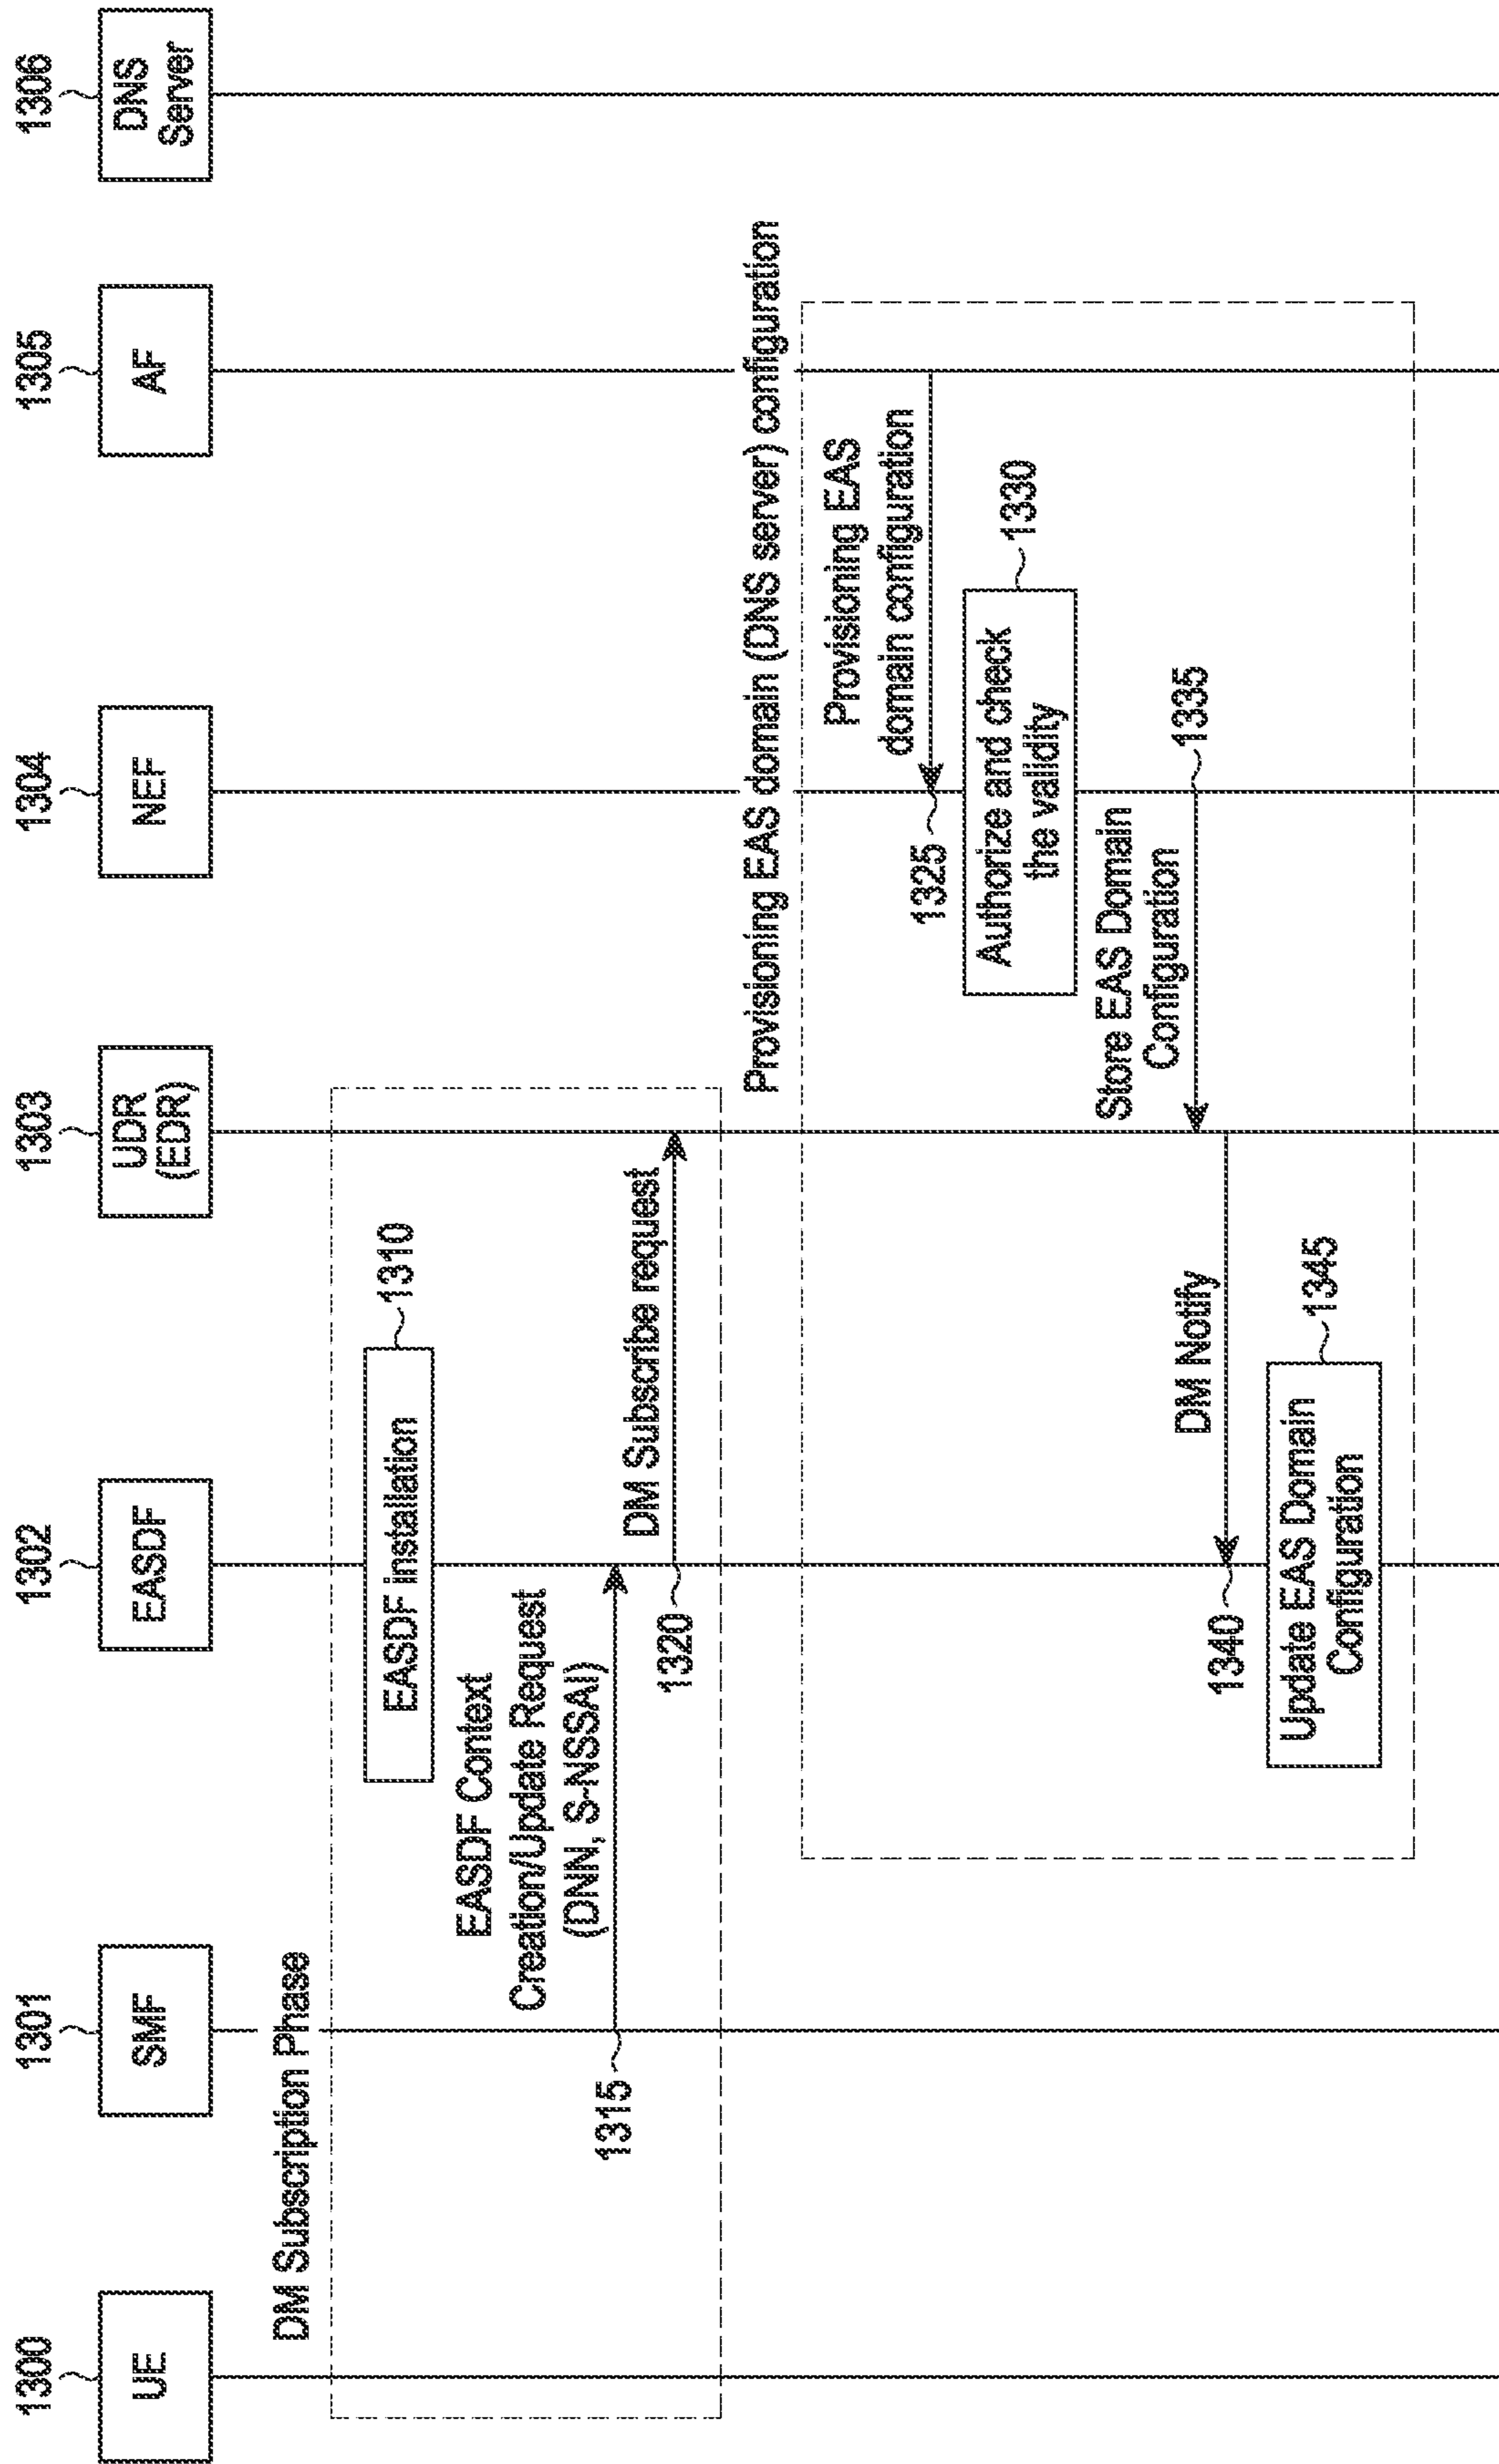 1300
1301
1302
1303
1304
1305
1306
UE
SMF
EASDF
UDR
(EDR)
NEF
AF
DNS
Server
DM Subscription Phase
EASDF installation
1310
EASDF Context
Creation/Update Request
(DNN, S-NSSAI)
1315
DM Subscribe request
1320
Provisioning EAS domain (DNS server) configuration
Provisioning EAS
domain configuration
1325
Authorize and check
the validity
1330
Store EAS Domain
Configuration
1335
DM Notify
1340
Update EAS Domain
Configuration
1345